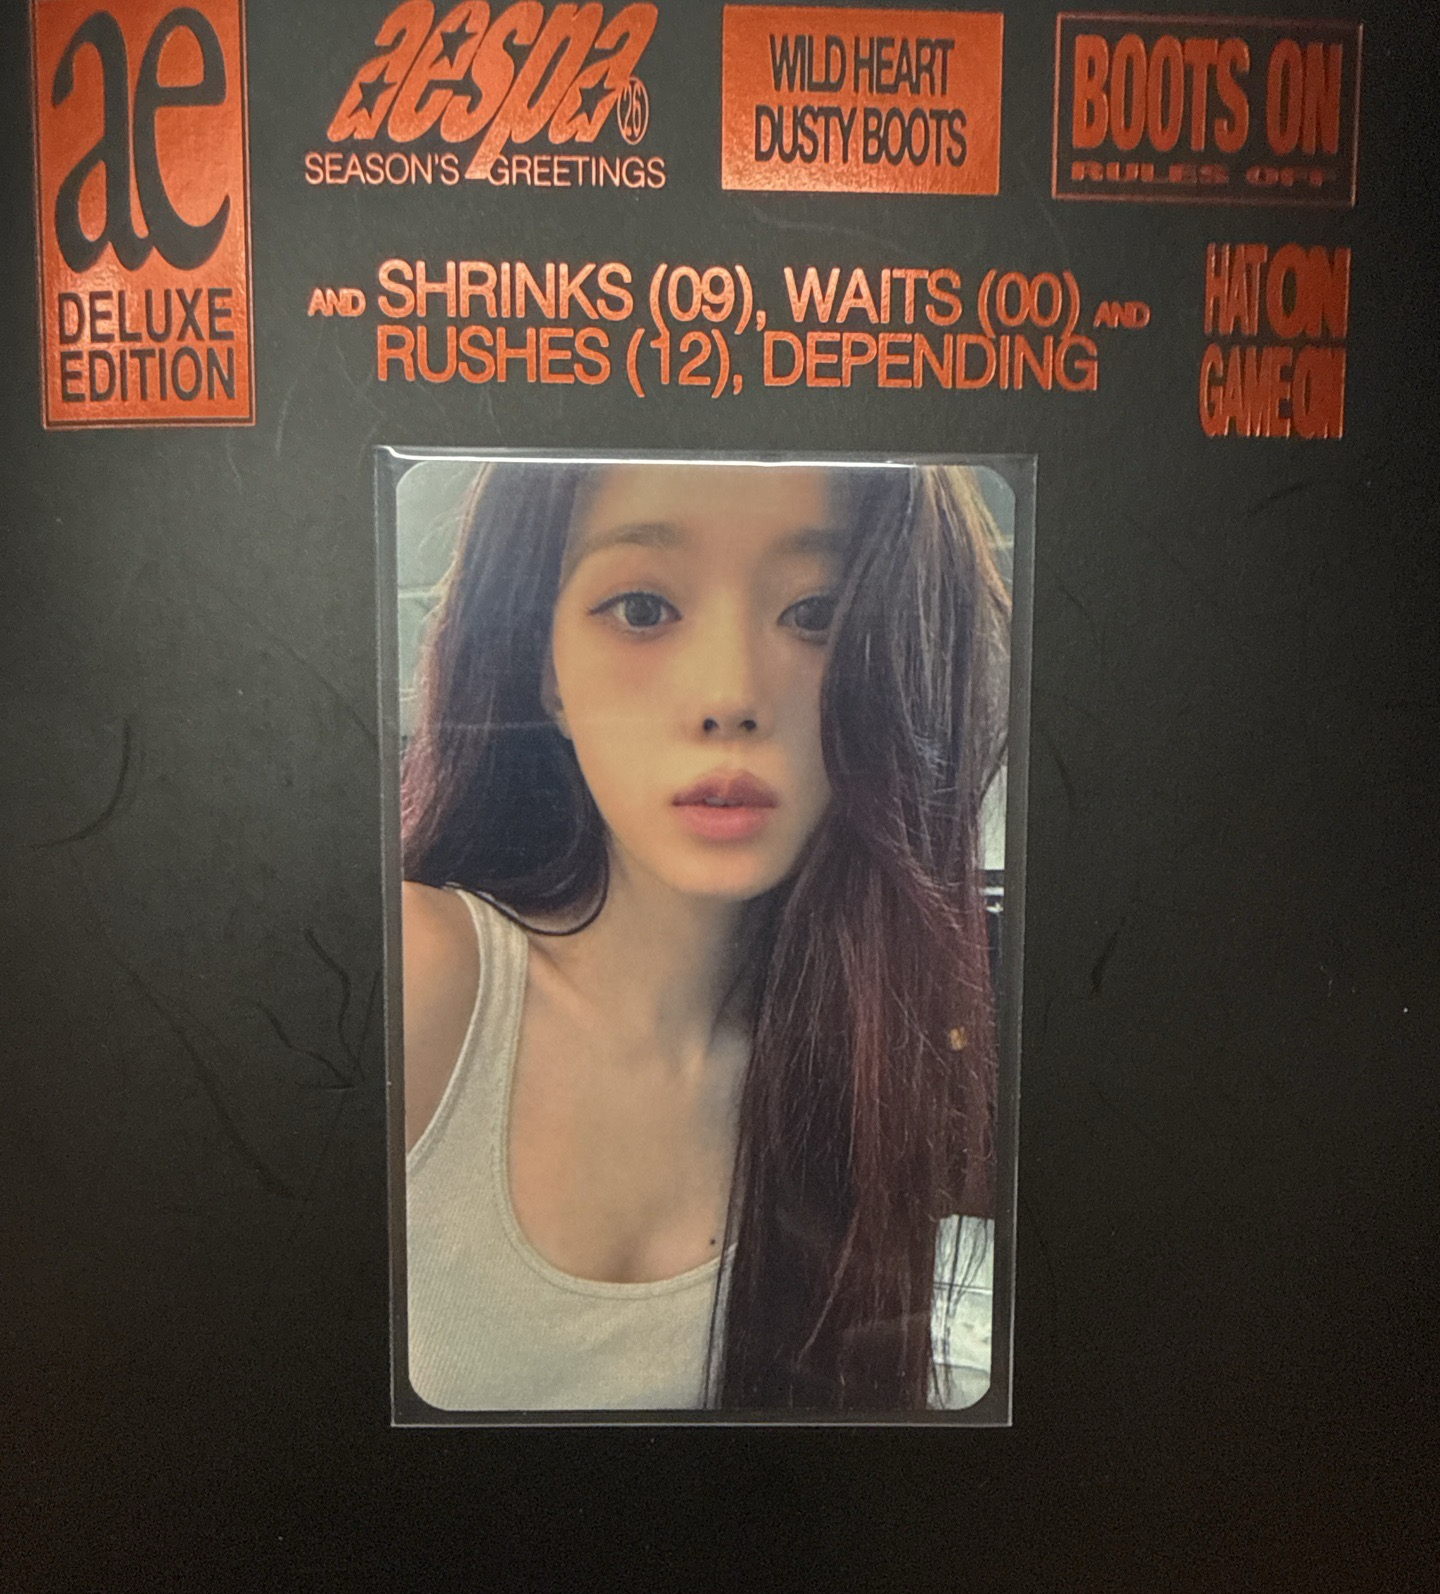 ae
DELUXE
EDITION
aespa 26
SEASON'S GREETINGS
WILD HEART
DUSTY BOOTS
BOOTS ON
RULES OFF
AND SHRINKS (09), WAITS (00) AND
RUSHES (12), DEPENDING
HAT ON
GAME ON